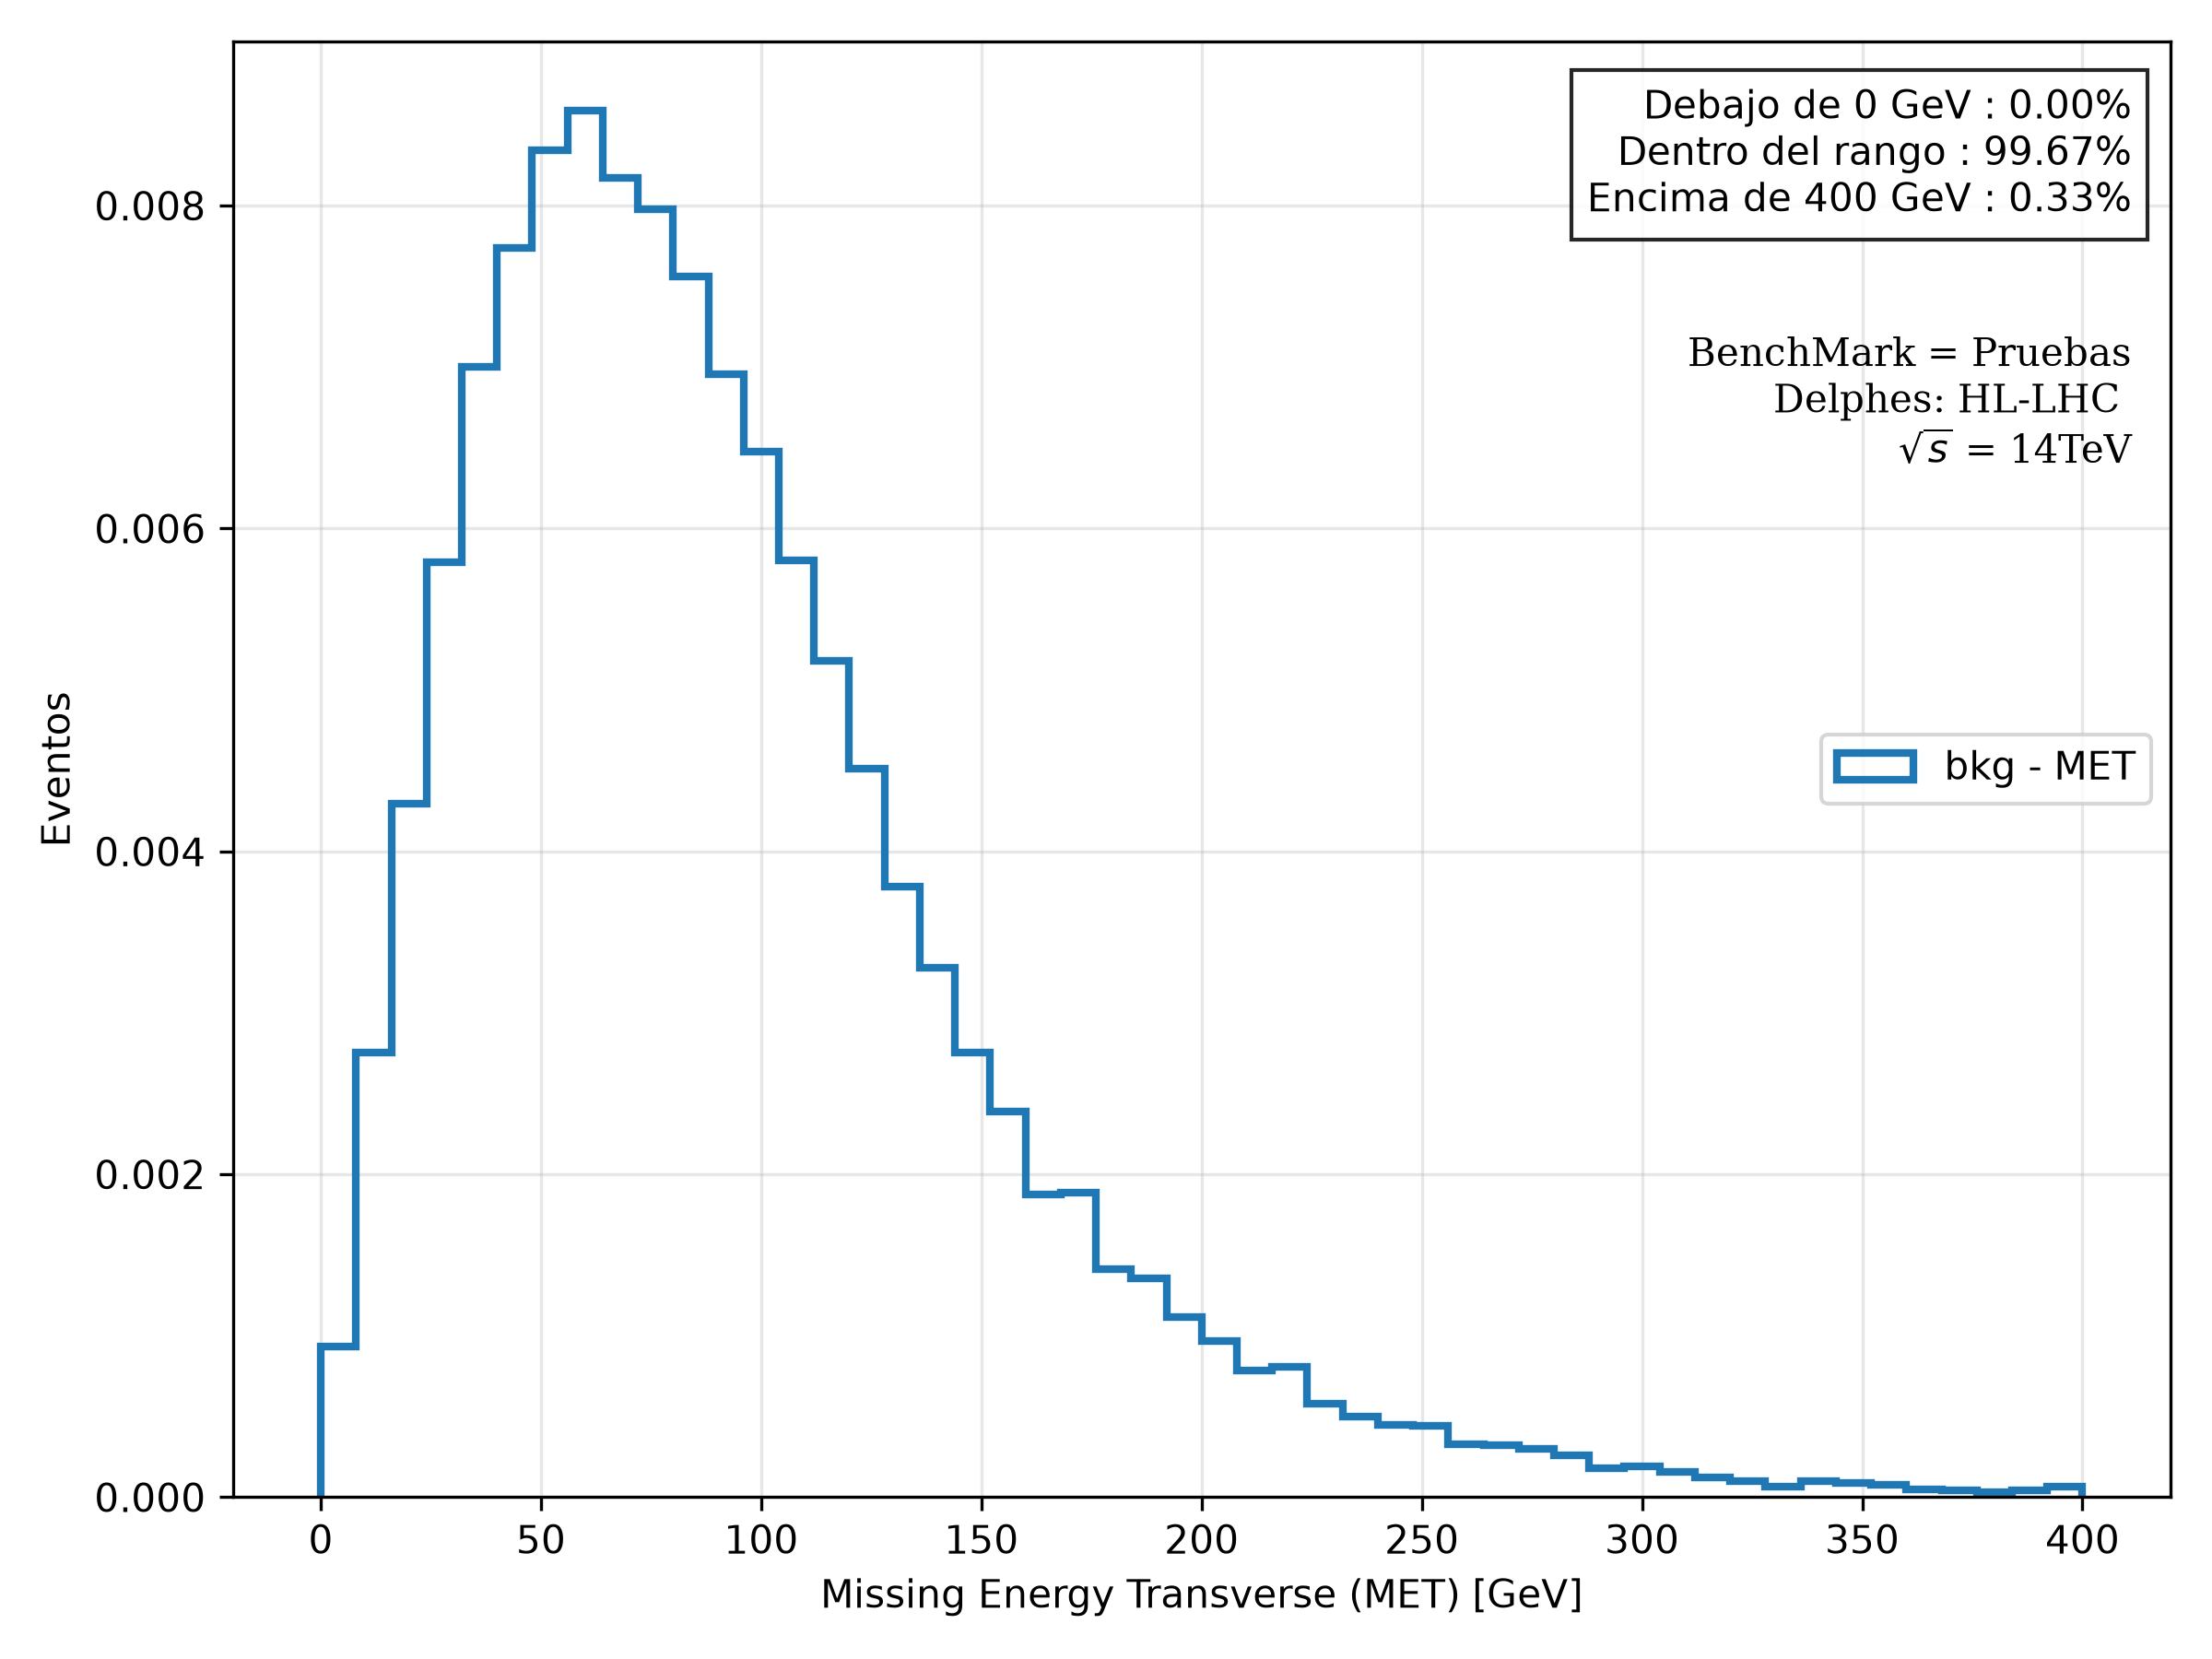 Debajo de 0 GeV : 0.00%
Dentro del rango : 99.67%
Encima de 400 GeV : 0.33%
BenchMark = Pruebas
Delphes: HL-LHC
√s = 14TeV
bkg - MET
Eventos
0.008
0.006
0.004
0.002
0.000
0 50 100 150 200 250 300 350 400
Missing Energy Transverse (MET) [GeV]